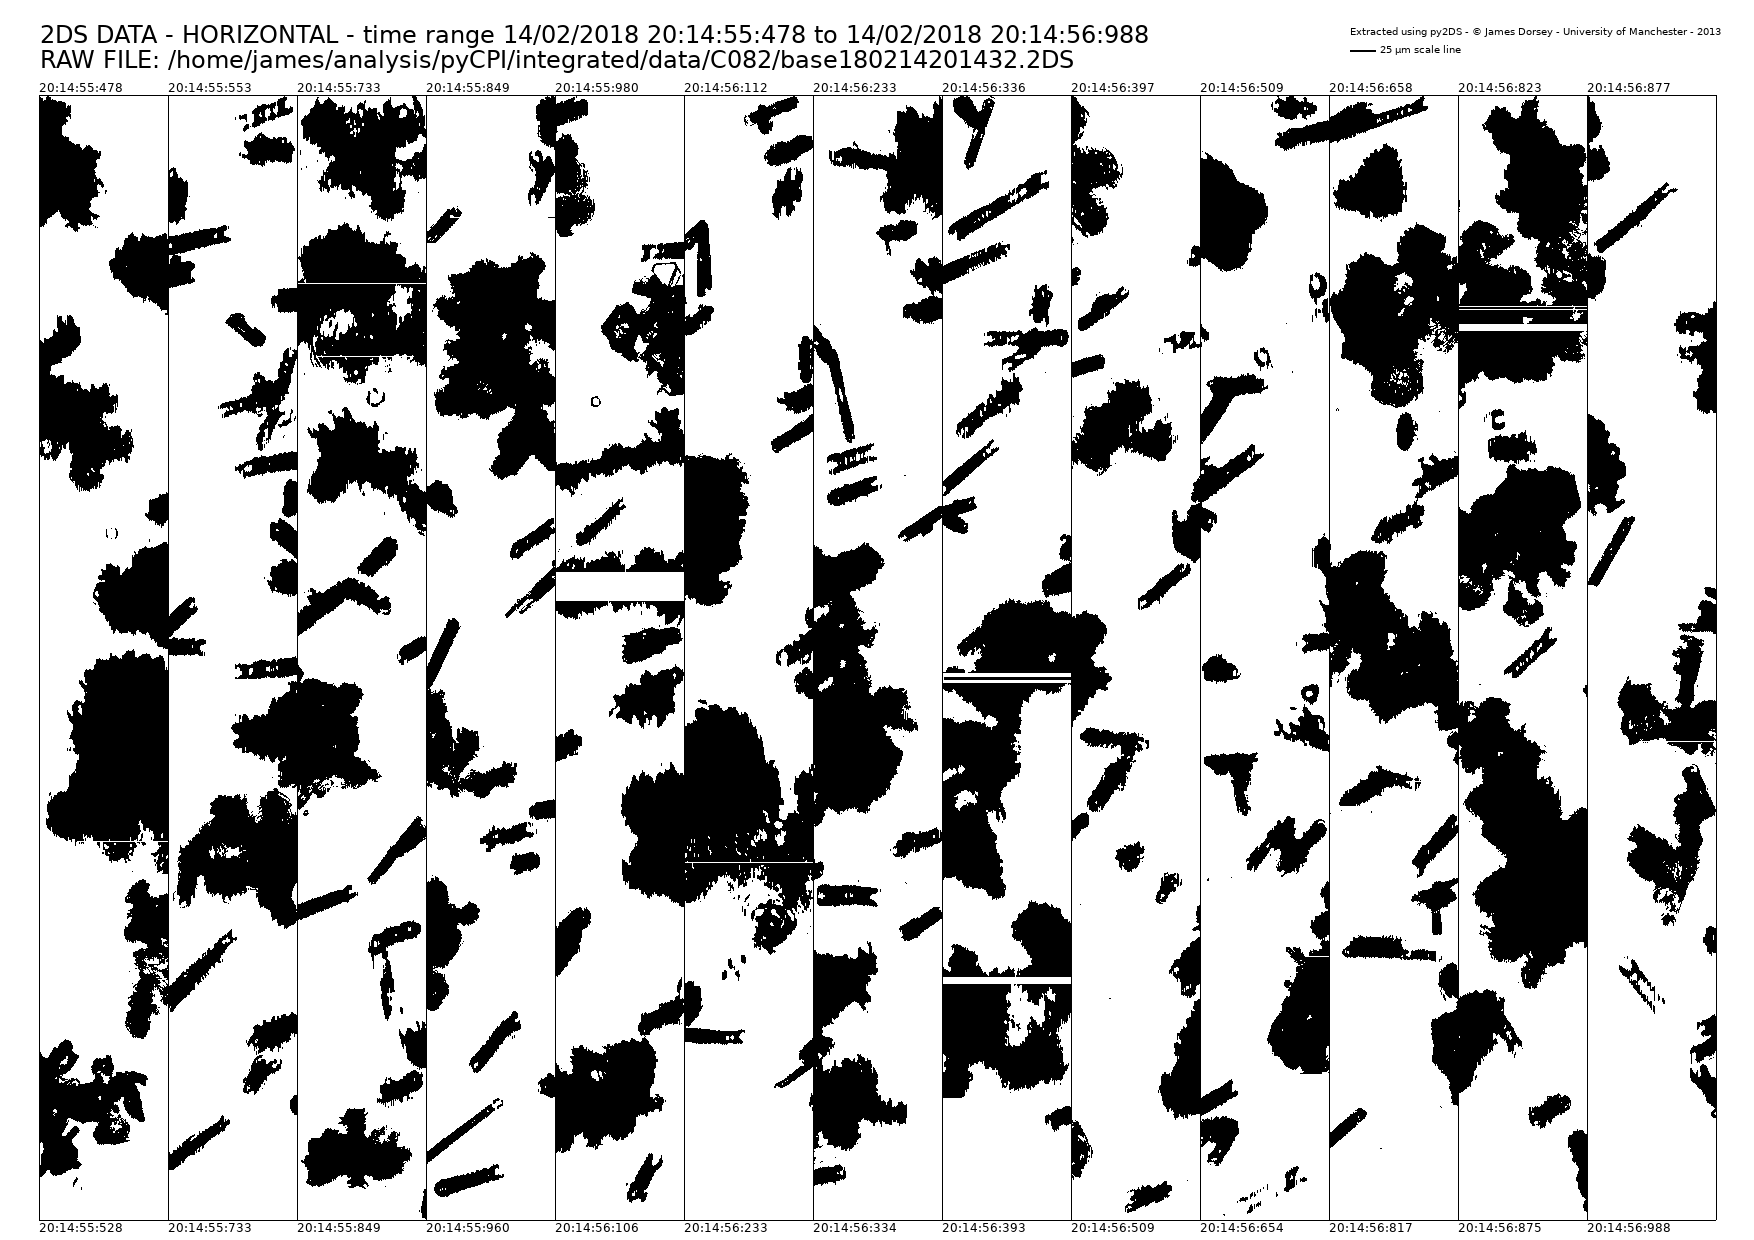 2DS DATA - HORIZONTAL - time range 14/02/2018 20:14:55:478 to 14/02/2018 20:14:56:988
RAW FILE: /home/james/analysis/pyCPI/integrated/data/C082/base180214201432.2DS
Extracted using py2DS - © James Dorsey - University of Manchester - 2013
25 µm scale line
20:14:55:478 20:14:55:553 20:14:55:733 20:14:55:849 20:14:55:980 20:14:56:112 20:14:56:233 20:14:56:336 20:14:56:397 20:14:56:509 20:14:56:658 20:14:56:823 20:14:56:877
20:14:55:528 20:14:55:733 20:14:55:849 20:14:55:960 20:14:56:106 20:14:56:233 20:14:56:334 20:14:56:393 20:14:56:509 20:14:56:654 20:14:56:817 20:14:56:875 20:14:56:988